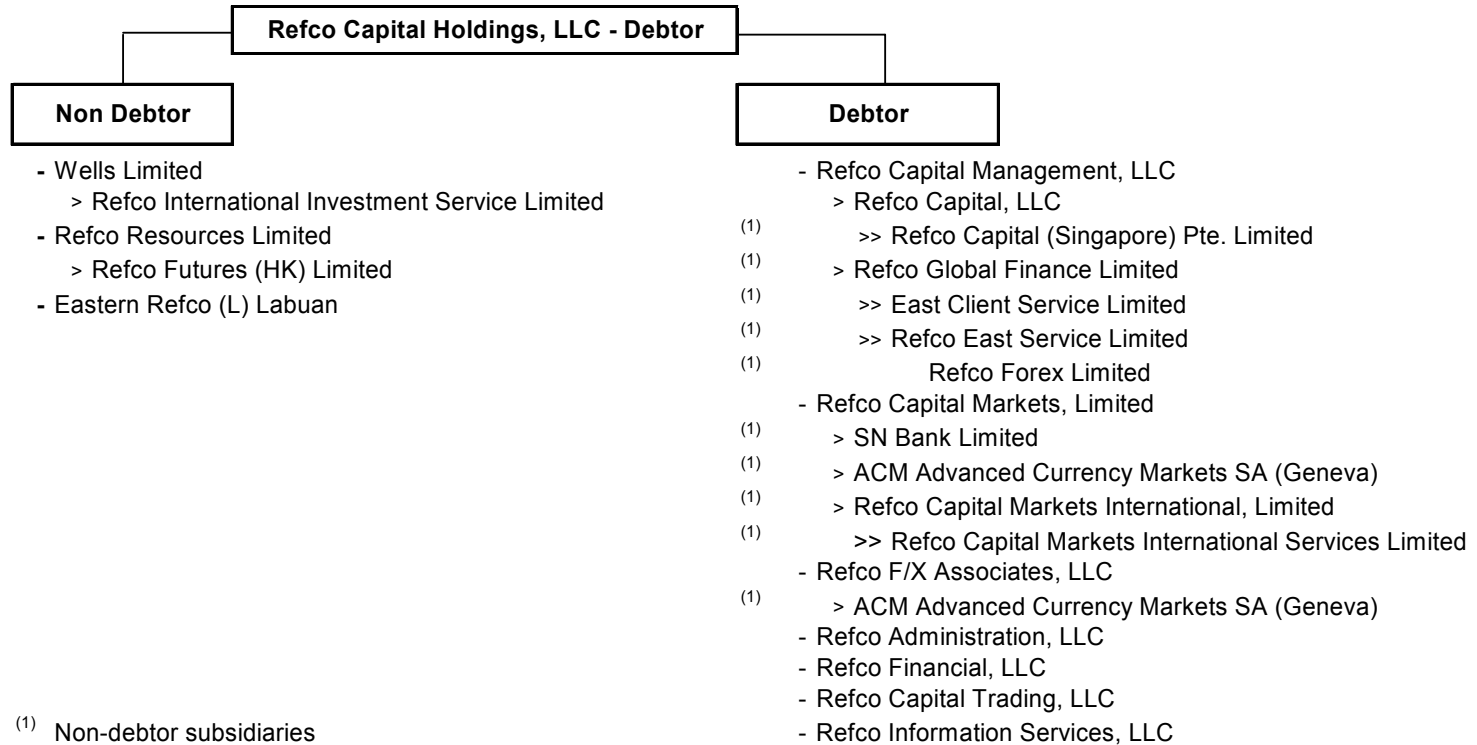 Refco Capital Holdings, LLC - Debtor
Non Debtor
- Wells Limited
> Refco International Investment Service Limited
- Refco Resources Limited
> Refco Futures (HK) Limited
- Eastern Refco (L) Labuan
Debtor
- Refco Capital Management, LLC
> Refco Capital, LLC
(1) >> Refco Capital (Singapore) Pte. Limited
(1) > Refco Global Finance Limited
(1) >> East Client Service Limited
(1) >> Refco East Service Limited
(1) Refco Forex Limited
- Refco Capital Markets, Limited
(1) > SN Bank Limited
(1) > ACM Advanced Currency Markets SA (Geneva)
(1) > Refco Capital Markets International, Limited
(1) >> Refco Capital Markets International Services Limited
- Refco F/X Associates, LLC
(1) > ACM Advanced Currency Markets SA (Geneva)
- Refco Administration, LLC
- Refco Financial, LLC
- Refco Capital Trading, LLC
- Refco Information Services, LLC
(1) Non-debtor subsidiaries